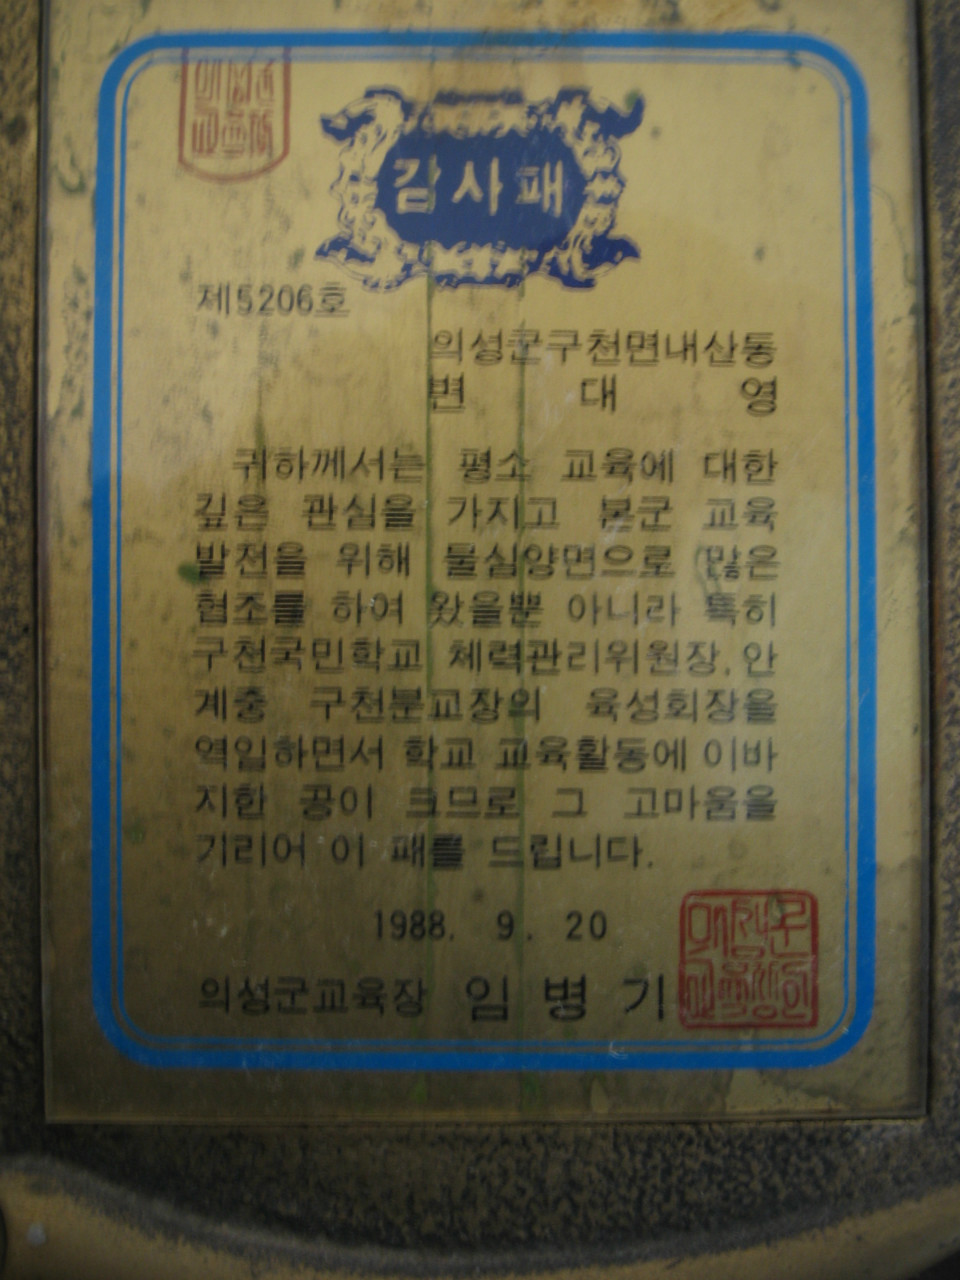 감사패
제5206호
의성군구천면내산동
변 대 영
귀하께서는 평소 교육에 대한
깊은 관심을 가지고 본군 교육
발전을 위해 물심양면으로 많은
협조를 하여 왔을뿐 아니라 특히
구천국민학교 체력관리위원장.안
계중 구천분교장의 육성회장을
역임하면서 학교 교육활동에 이바
지한 공이 크므로 그 고마움을
기리어 이 패를 드립니다.
1988. 9. 20
의성군교육장 임 병 기